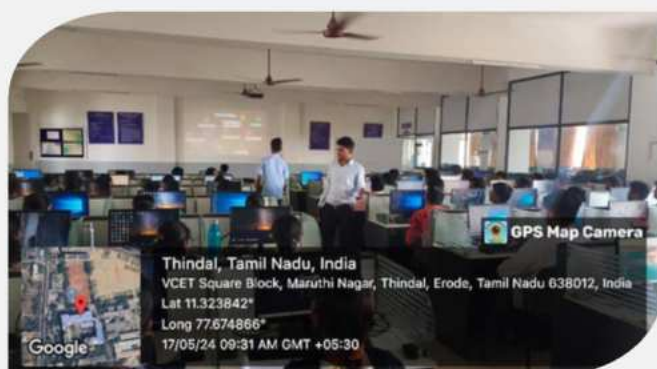 GPS Map Camera
Thindal, Tamil Nadu, India
VCET Square Block, Maruthi Nagar, Thindal, Erode, Tamil Nadu 638012, India
Lat 11.323842°
Long 77.674866°
17/05/24 09:31 AM GMT +05:30
Google